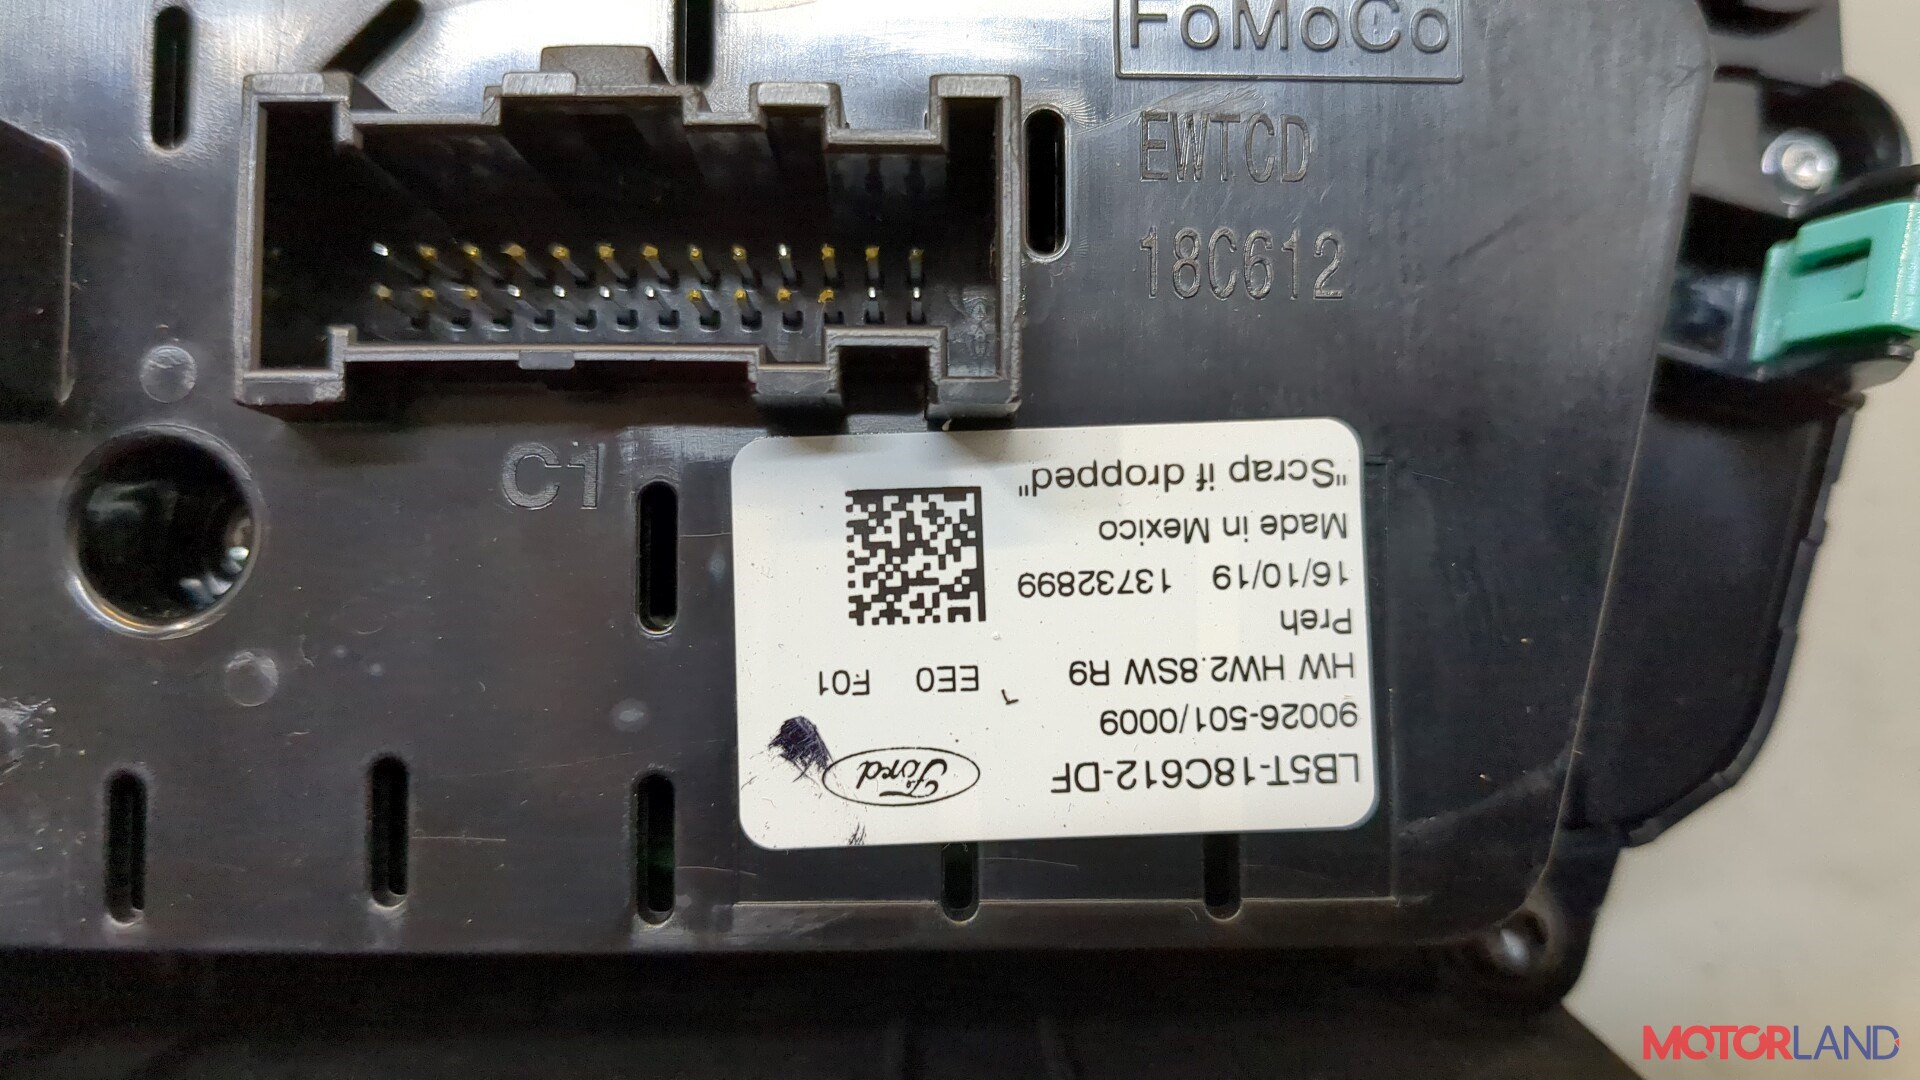 FoMoCo
EWTCD
18C612
C1
LB5T-18C612-DF
Ford
90026-501/0009
HW HW2.8SW R9 EE0 F01
Preh
16/10/19 13732899
Made in Mexico
"Scrap if dropped"
MOTORLAND